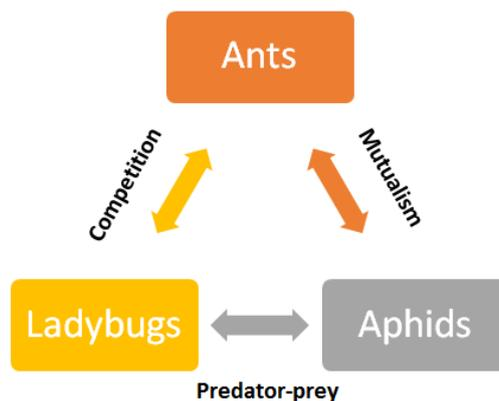 Ants
Competition
Mutualism
Ladybugs
Aphids
Predator-prey